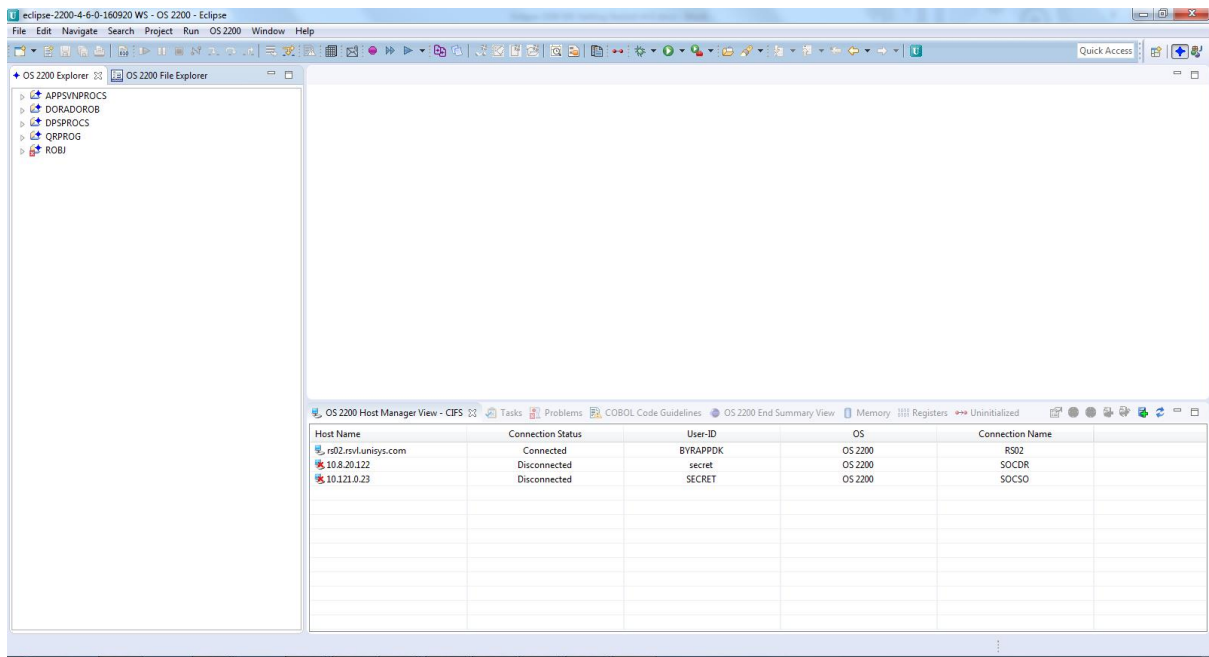 eclipse-2200-4-6-0-160920 WS - OS 2200 - Eclipse
File Edit Navigate Search Project Run OS 2200 Window Help
Quick Access
OS 2200 Explorer OS 2200 File Explorer
APPSVNPROCS
DORADOROB
DPSPROCS
QRPROG
ROBJ
OS 2200 Host Manager View - CIFS Tasks Problems COBOL Code Guidelines OS 2200 End Summary View Memory Registers Uninitialized
Host Name Connection Status User-ID OS Connection Name
rs02.rsvl.unisys.com Connected BYRAPPDK OS 2200 RS02
10.8.20.122 Disconnected secret OS 2200 SOCDR
10.121.0.23 Disconnected SECRET OS 2200 SOCSO